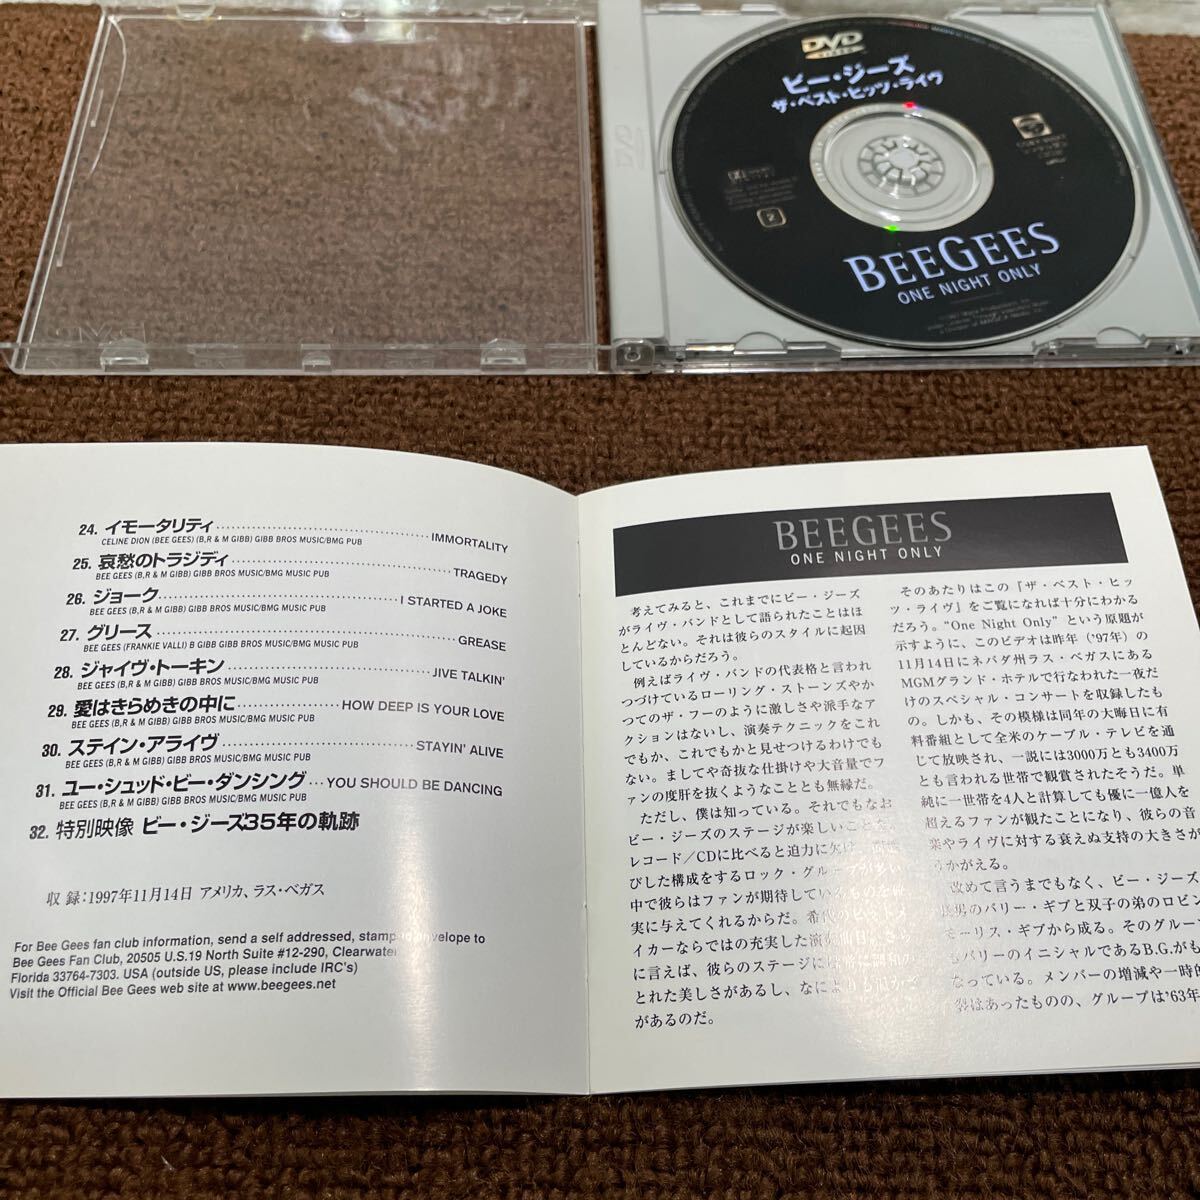 DVD
VIDEO
ビー・ジーズ
ザ・ベスト・ヒッツ・ライヴ
2
BEEGEES
ONE NIGHT ONLY
24. イモータリティ IMMORTALITY
CELINE DION (BEE GEES) (B,R & M GIBB) GIBB BROS MUSIC/BMG PUB
25. 哀愁のトラジディ TRAGEDY
BEE GEES (B,R & M GIBB) GIBB BROS MUSIC/BMG MUSIC PUB
26. ジョーク I STARTED A JOKE
BEE GEES (B,R & M GIBB) GIBB BROS MUSIC/BMG MUSIC PUB
27. グリース GREASE
BEE GEES (FRANKIE VALLI) B GIBB GIBB BROS MUSIC/BMG MUSIC PUB
28. ジャイヴ・トーキン JIVE TALKIN'
BEE GEES (B,R & M GIBB) GIBB BROS MUSIC/BMG MUSIC PUB
29. 愛はきらめきの中に HOW DEEP IS YOUR LOVE
BEE GEES (B,R & M GIBB) GIBB BROS MUSIC/BMG MUSIC PUB
30. ステイン・アライヴ STAYIN' ALIVE
BEE GEES (B,R & M GIBB) GIBB BROS MUSIC/BMG MUSIC PUB
31. ユー・シュッド・ビー・ダンシング YOU SHOULD BE DANCING
BEE GEES (B,R & M GIBB) GIBB BROS MUSIC/BMG MUSIC PUB
32. 特別映像 ビー・ジーズ35年の軌跡
収 録：1997年11月14日 アメリカ、ラス・ベガス
For Bee Gees fan club information, send a self addressed, envelope to
Bee Gees Fan Club, 20505 U.S.19 North Suite #12-290, Clearwater
Florida 33764-7303. USA (outside US, please include IRC's)
Visit the Official Bee Gees web site at www.beegees.net
BEEGEES
ONE NIGHT ONLY
考えてみると、これまでにビー・ジーズ
がライヴ・バンドとして語られたことはほ
とんどない。それは彼らのスタイルに起因
しているからだろう。
例えばライヴ・バンドの代表格と言われ
つづけているローリング・ストーンズやか
つてのザ・フーのように激しさや派手なア
クションはないし、演奏テクニックをこれ
でもか、これでもかと見せつけるわけでも
ない。ましてや奇抜な仕掛けや大音量でフ
ァンの度肝を抜くようなこととも無縁だ。
ただし、僕は知っている。それでもなお
ビー・ジーズのステージが楽しいことを。
レコード／CDに比べると迫力に欠け、
びした構成をするロック・グループが多い
中で彼らはファンが期待しているものを
実に与えてくれるからだ。希代の
イカーならではの充実した演
に言えば、彼らのステージには
とれた美しさがあるし、なによりも
があるのだ。
そのあたりはこの『ザ・ベスト・ヒッ
ツ・ライヴ』をご覧になれば十分にわかる
だろう。“One Night Only”という原題が
示すように、このビデオは昨年（'97年）の
11月14日にネバダ州ラス・ベガスにある
MGMグランド・ホテルで行なわれた一夜だ
けのスペシャル・コンサートを収録したも
の。しかも、その模様は同年の大晦日に有
料番組として全米のケーブル・テレビを通
じて放映され、一説には3000万とも3400万
とも言われる世帯で観賞されたそうだ。単
純に一世帯を4人と計算しても優に一億人を
超えるファンが観たことになり、彼らの音
楽やライヴに対する衰えぬ支持の大きさが
うかがえる。
改めて言うまでもなく、ビー・ジーズ
長男のバリー・ギブと双子の弟のロビン
モーリス・ギブから成る。そのグルー
もバリーのイニシャルであるB.G.がも
なっている。メンバーの増減や一時的
はあったものの、グループは'63年